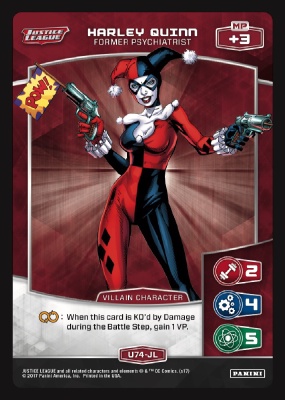 JUSTICE LEAGUE
HARLEY QUINN
FORMER PSYCHIATRIST
MP
+3
POW!
VILLAIN CHARACTER
: When this card is KO'd by Damage
during the Battle Step, gain 1 VP.
2
4
5
U74-JL
JUSTICE LEAGUE and all related characters and elements © & ™ DC Comics. (s17)
© 2017 Panini America, Inc. Printed in the USA.
PANINI